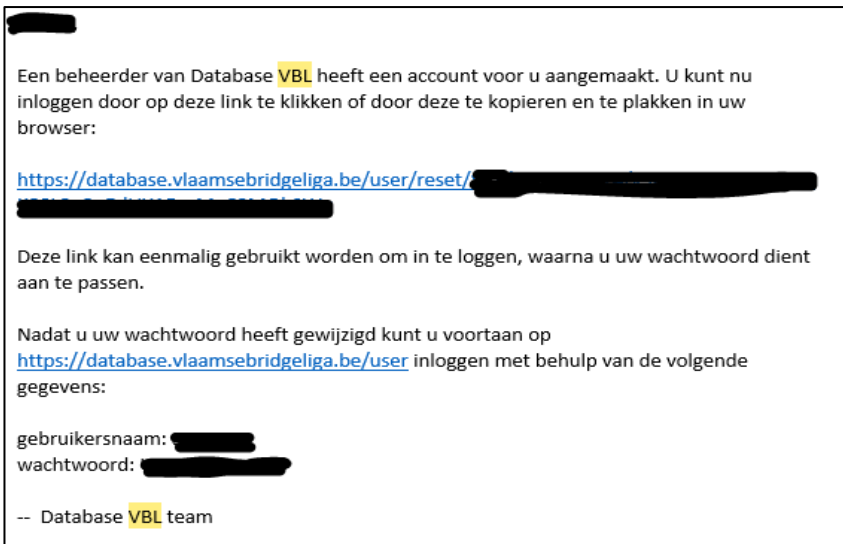 Een beheerder van Database VBL heeft een account voor u aangemaakt. U kunt nu
inloggen door op deze link te klikken of door deze te kopieren en te plakken in uw
browser:
https://database.vlaamsebridgeliga.be/user/reset/
Deze link kan eenmalig gebruikt worden om in te loggen, waarna u uw wachtwoord dient
aan te passen.
Nadat u uw wachtwoord heeft gewijzigd kunt u voortaan op
https://database.vlaamsebridgeliga.be/user inloggen met behulp van de volgende
gegevens:
gebruikersnaam:
wachtwoord:
-- Database VBL team